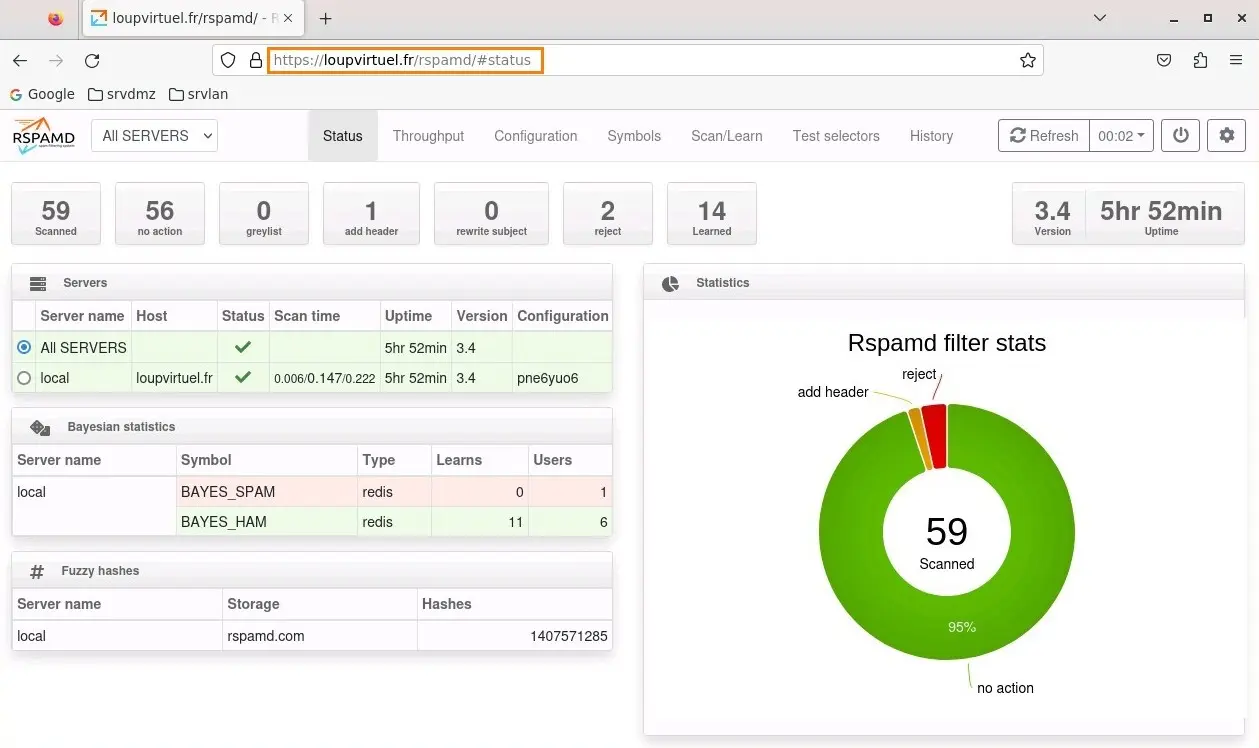 loupvirtuel.fr/rspamd/ - R
https://loupvirtuel.fr/rspamd/#status
Google srvdmz srvlan
RSPAMD
All SERVERS Status Throughput Configuration Symbols Scan/Learn Test selectors History Refresh 00:02
59 56 0 1 0 2 14 3.4 5hr 52min
Scanned no action greylist add header rewrite subject reject Learned Version Uptime
Servers
Server name Host Status Scan time Uptime Version Configuration
All SERVERS 5hr 52min 3.4
local loupvirtuel.fr 0.006/0.147/0.222 5hr 52min 3.4 pne6yuo6
Bayesian statistics
Server name Symbol Type Learns Users
local BAYES_SPAM redis 0 1
BAYES_HAM redis 11 6
# Fuzzy hashes
Server name Storage Hashes
local rspamd.com 1407571285
Statistics
Rspamd filter stats
reject
add header
59
Scanned
95%
no action